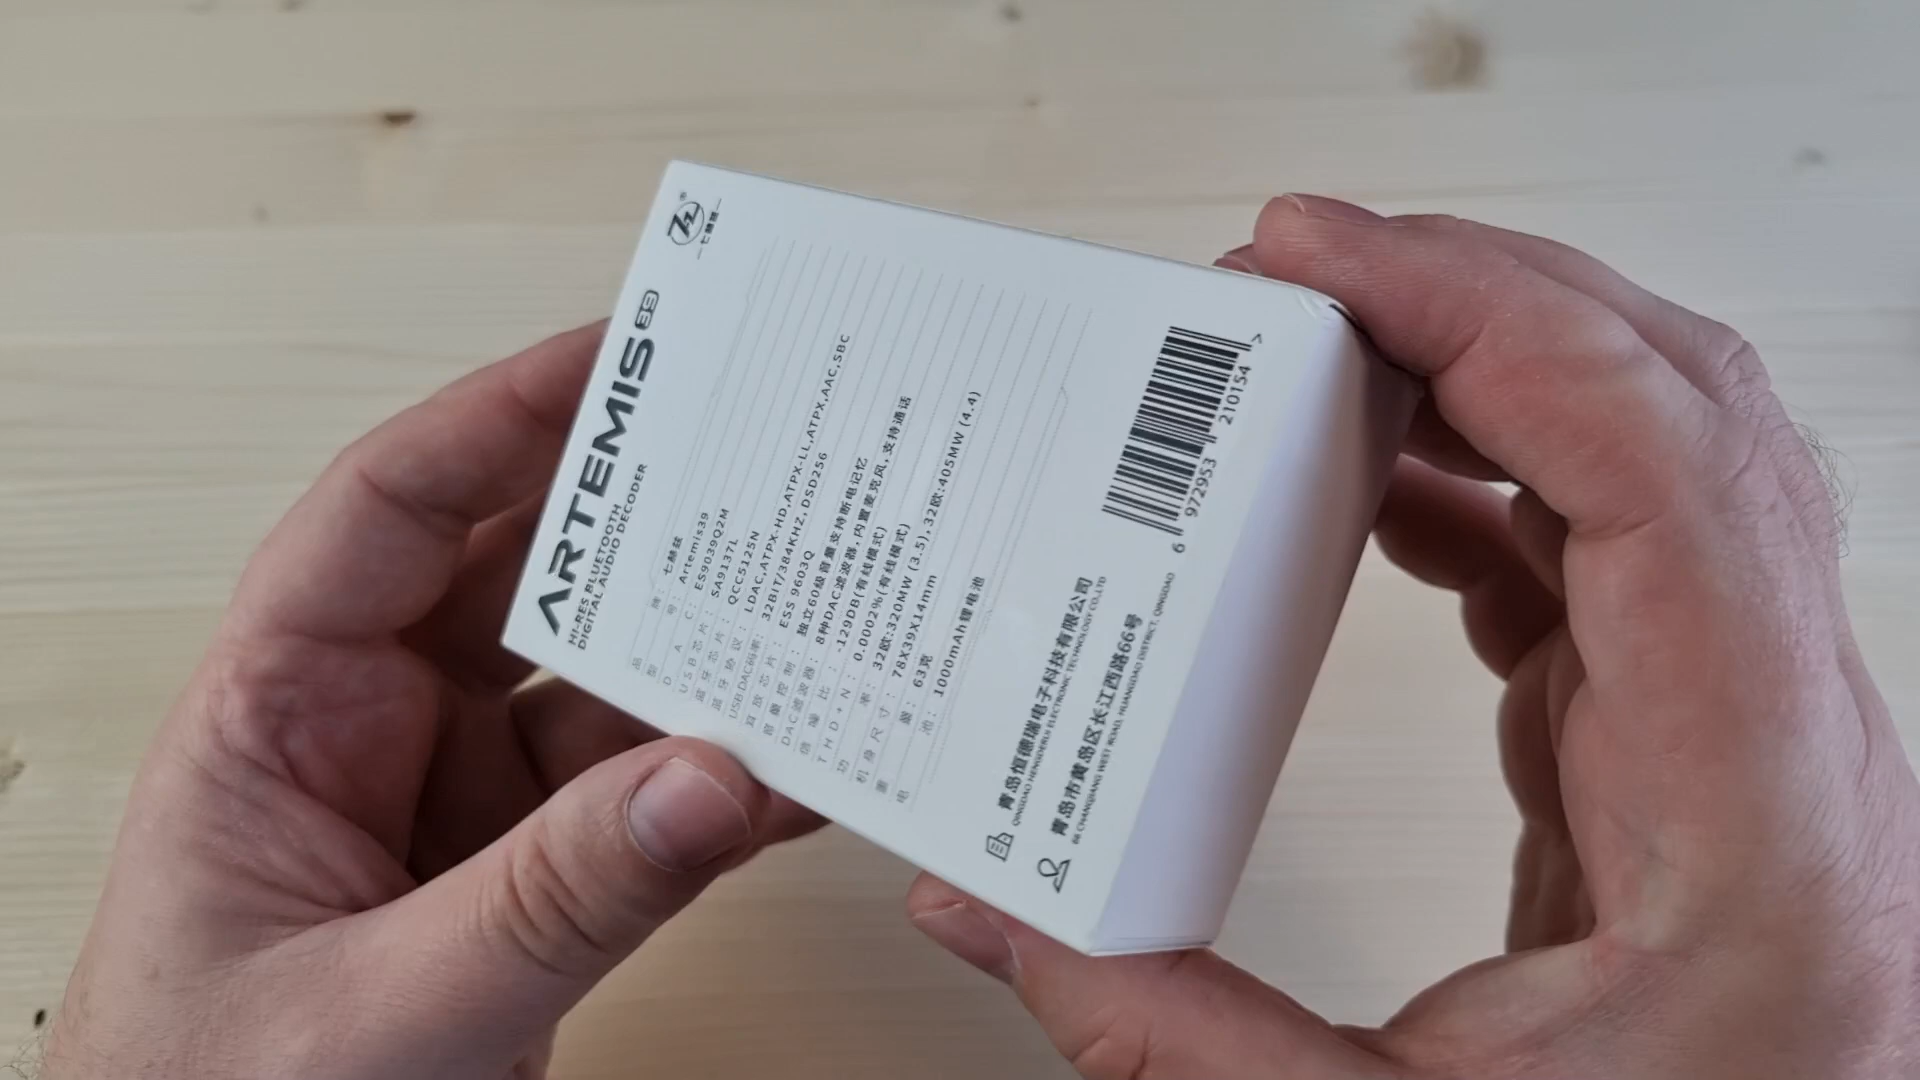 ARTEMIS 39
HI-RES BLUETOOTH
DIGITAL AUDIO DECODER
七赫兹
品牌: 七赫兹
型号: Artemis39
DAC: ES9039Q2M
USB芯片: SA9137L
蓝牙芯片: QCC5125N
蓝牙协议: LDAC,ATPX-HD,ATPX-LL,ATPX,AAC,SBC
USB DAC码率: 32BIT/384KHZ,DSD256
耳放芯片: ESS 9603Q
音量控制: 独立60级音量支持断电记忆
DAC滤波器: 8种DAC滤波器,内置麦克风,支持通话
信噪比: -129DB(有线模式)
THD+N: 0.0002%(有线模式)
功率: 32欧:320MW (3.5),32欧:405MW (4.4)
机身尺寸: 78X39X14mm
重量: 63克
电池: 1000mAh锂电池
青岛恒德瑞电子科技有限公司
QINGDAO HENGDERUI ELECTRONIC TECHNOLOGY CO.,LTD
青岛市黄岛区长江西路66号
66 CHANGJIANG WEST ROAD, HUANGDAO DISTRICT, QINGDAO
6 972953 210154 >